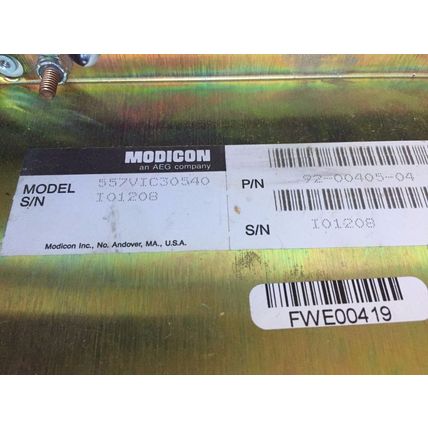 MODICON
an AEG company
MODEL 557VIC30540
S/N I01208
Modicon Inc., No. Andover, MA., U.S.A.
P/N 92-00405-04
S/N I01208
FWE00419